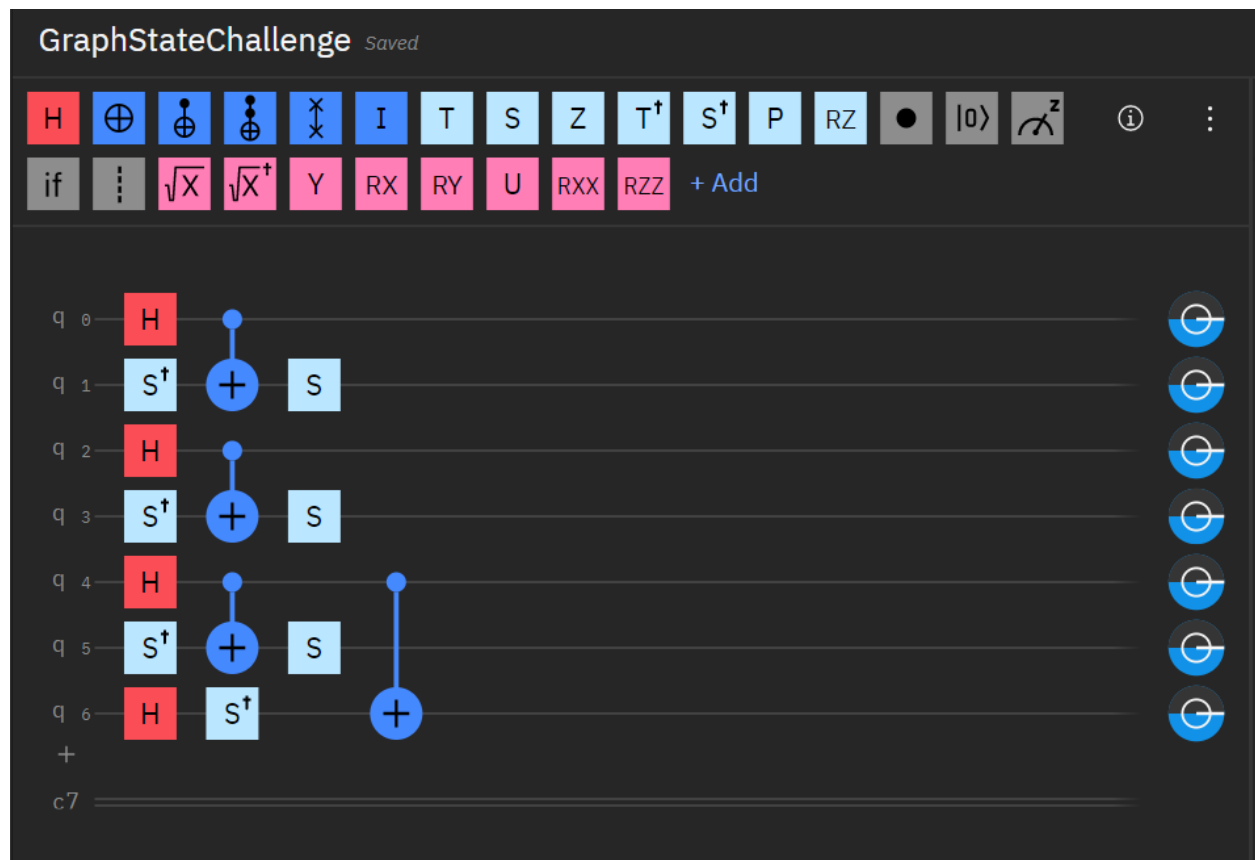 GraphStateChallenge Saved
H I T S Z T† S† P RZ |0⟩ z
if √X √X† Y RX RY U RXX RZZ + Add
q 0 H
q 1 S† S
q 2 H
q 3 S† S
q 4 H
q 5 S† S
q 6 H S†
+
c7